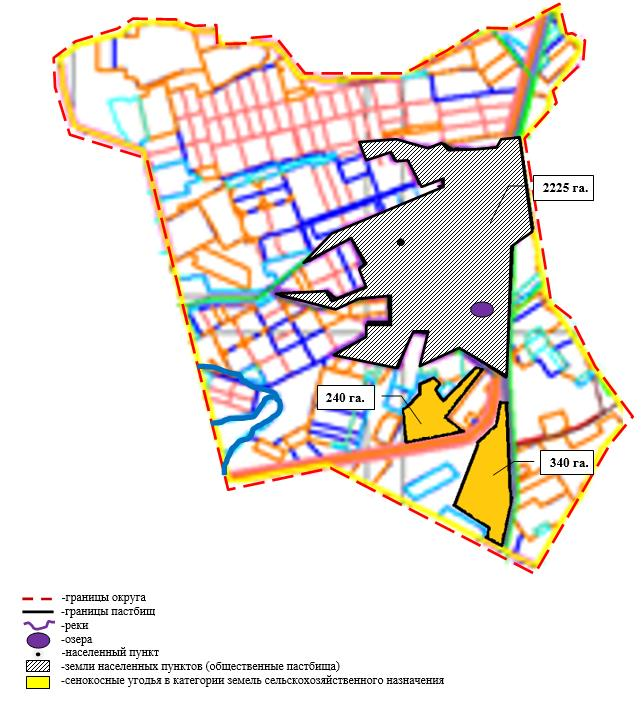 2225 га.
240 га.
340 га.
-границы округа
-границы пастбищ
-реки
-озера
-населенный пункт
-земли населенных пунктов (общественные пастбища)
-сенокосные угодья в категории земель сельскохозяйственного назначения